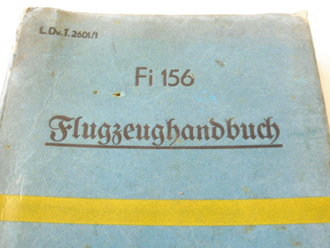 L.Dv.T.2601/1
Fi 156
Flugzeughandbuch